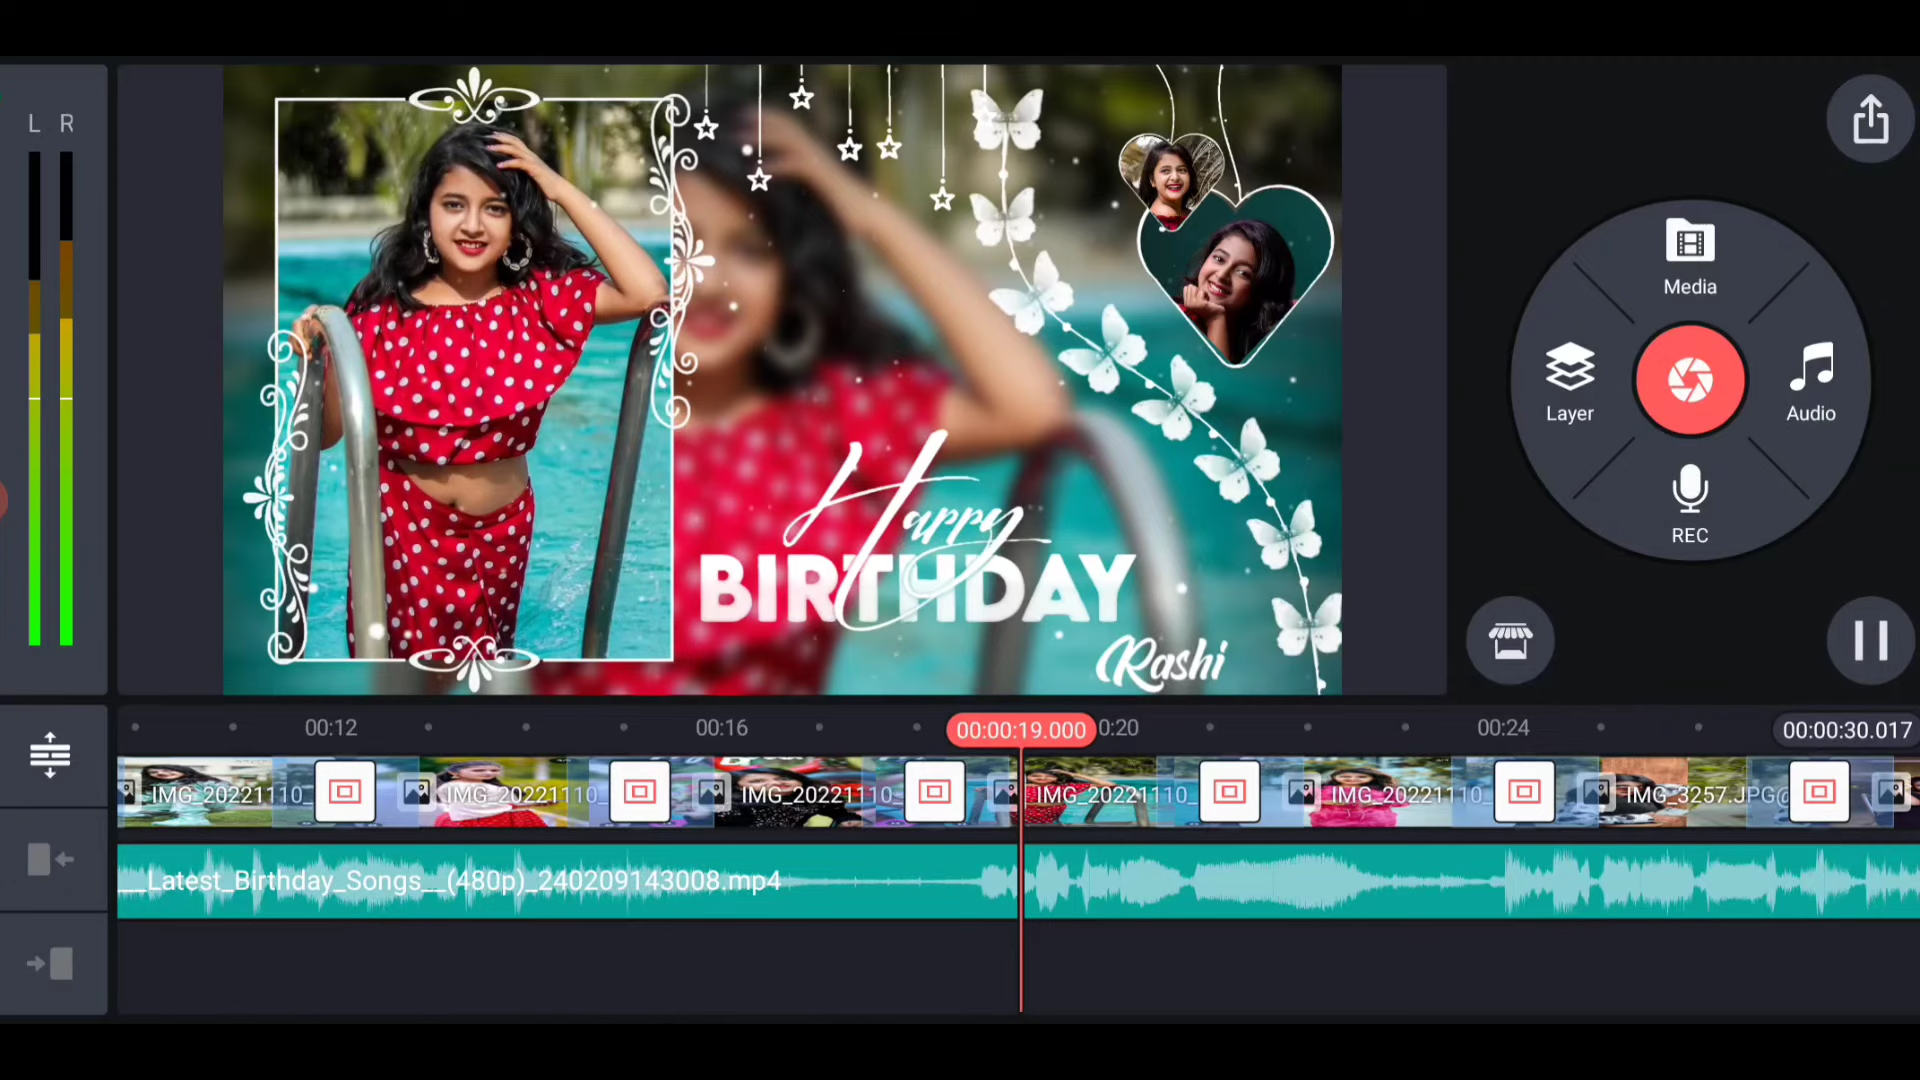 L R
Media
Layer
Audio
REC
Happy
BIRTHDAY
Rashi
00:12
00:16
00:00:19.000
0:20
00:24
00:00:30.017
IMG_20221110_
IMG_20221110_
IMG_20221110_
IMG_20221110_
IMG_20221110_
IMG_3257.JPG@
_Latest_Birthday_Songs__(480p)_240209143008.mp4